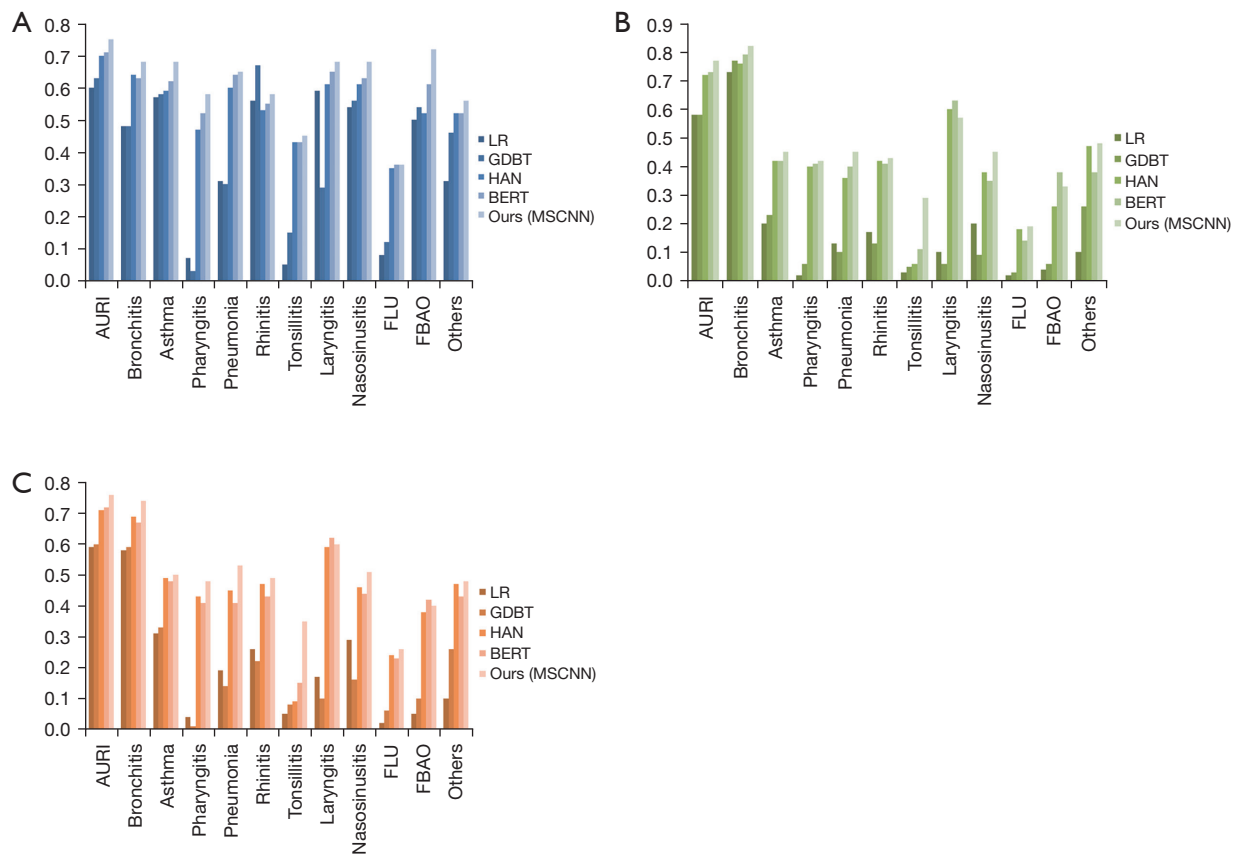 A
0.8
0.7
0.6
0.5
0.4
0.3
0.2
0.1
0.0
AURI
Bronchitis
Asthma
Pharyngitis
Pneumonia
Rhinitis
Tonsillitis
Laryngitis
Nasosinusitis
FLU
FBAO
Others
LR
GDBT
HAN
BERT
Ours (MSCNN)
B
0.9
0.8
0.7
0.6
0.5
0.4
0.3
0.2
0.1
0.0
AURI
Bronchitis
Asthma
Pharyngitis
Pneumonia
Rhinitis
Tonsillitis
Laryngitis
Nasosinusitis
FLU
FBAO
Others
LR
GDBT
HAN
BERT
Ours (MSCNN)
C
0.8
0.7
0.6
0.5
0.4
0.3
0.2
0.1
0.0
AURI
Bronchitis
Asthma
Pharyngitis
Pneumonia
Rhinitis
Tonsillitis
Laryngitis
Nasosinusitis
FLU
FBAO
Others
LR
GDBT
HAN
BERT
Ours (MSCNN)